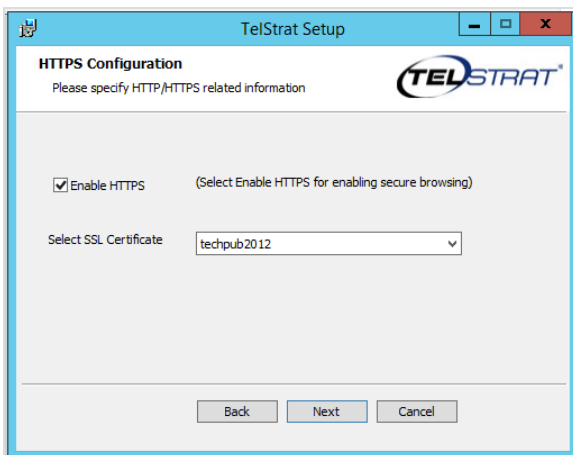 TelStrat Setup
HTTPS Configuration
Please specify HTTP/HTTPS related information
TELSTRAT
Enable HTTPS
(Select Enable HTTPS for enabling secure browsing)
Select SSL Certificate
techpub2012
Back
Next
Cancel